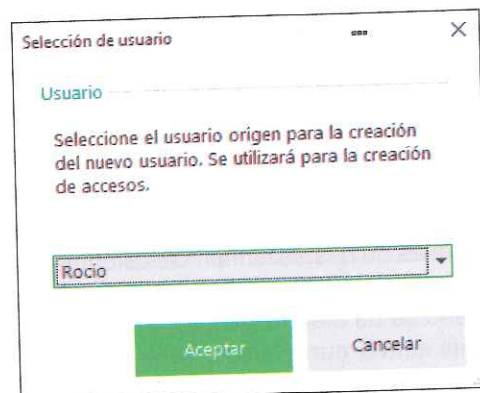 Selección de usuario
Usuario
Seleccione el usuario origen para la creación
del nuevo usuario. Se utilizará para la creación
de accesos.
Rocio
Aceptar
Cancelar